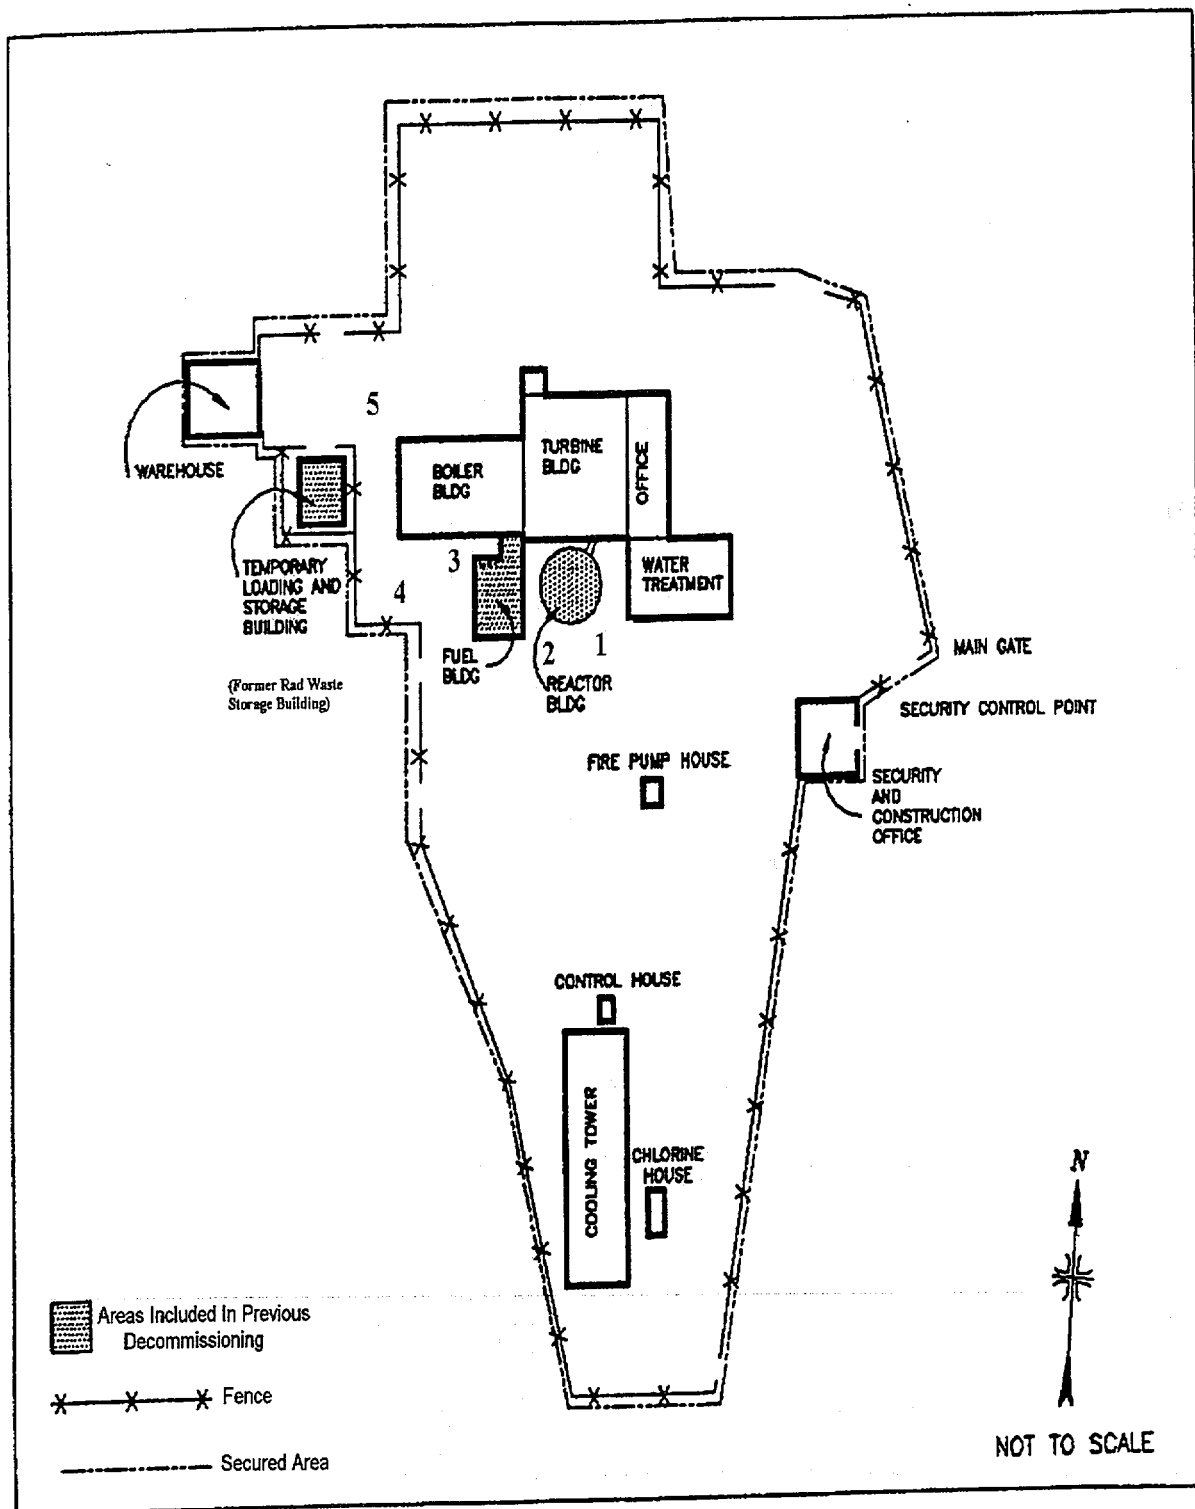 5
WAREHOUSE
BOILER
BLDG
TURBINE
BLDG
OFFICE
3
4
WATER
TREATMENT
TEMPORARY
LOADING AND
STORAGE
BUILDING
(Former Rad Waste
Storage Building)
FUEL
BLDG
2
1
REACTOR
BLDG
MAIN GATE
SECURITY CONTROL POINT
FIRE PUMP HOUSE
SECURITY
AND
CONSTRUCTION
OFFICE
CONTROL HOUSE
COOLING TOWER
CHLORINE
HOUSE
N
Areas Included In Previous
Decommissioning
Fence
Secured Area
NOT TO SCALE